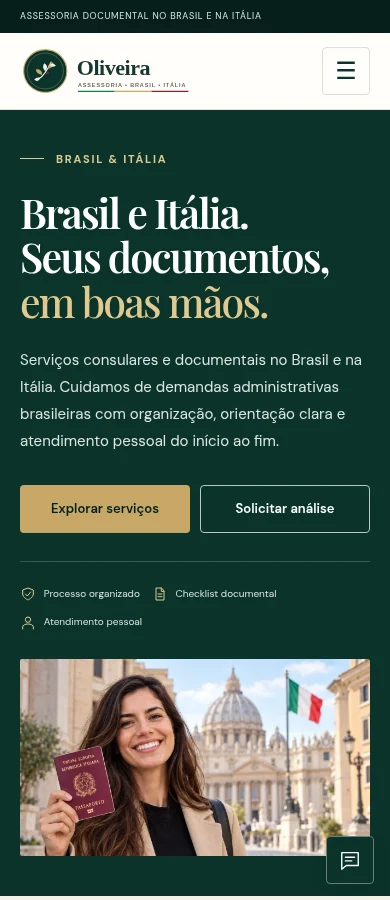 ASSESSORIA DOCUMENTAL NO BRASIL E NA ITÁLIA
Oliveira
ASSESSORIA • BRASIL • ITÁLIA
BRASIL & ITÁLIA
Brasil e Itália.
Seus documentos,
em boas mãos.
Serviços consulares e documentais no Brasil e na
Itália. Cuidamos de demandas administrativas
brasileiras com organização, orientação clara e
atendimento pessoal do início ao fim.
Explorar serviços
Solicitar análise
Processo organizado
Checklist documental
Atendimento pessoal
PASSAPORTO